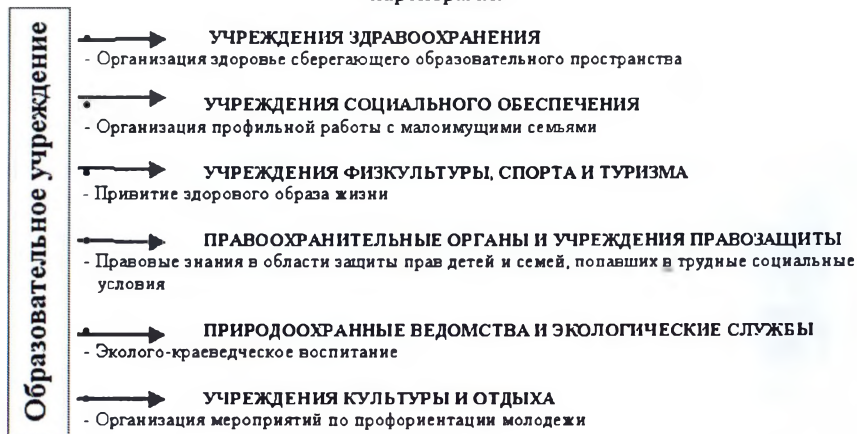 Образовательное учреждение
УЧРЕЖДЕНИЯ ЗДРАВООХРАНЕНИЯ
- Организация здоровье сберегающего образовательного пространства
УЧРЕЖДЕНИЯ СОЦИАЛЬНОГО ОБЕСПЕЧЕНИЯ
- Организация профильной работы с малоимущими семьями
УЧРЕЖДЕНИЯ ФИЗКУЛЬТУРЫ, СПОРТА И ТУРИЗМА
- Привитие здорового образа жизни
ПРАВООХРАНИТЕЛЬНЫЕ ОРГАНЫ И УЧРЕЖДЕНИЯ ПРАВОЗАЩИТЫ
- Правовые знания в области защиты прав детей и семей, попавших в трудные социальные
условия
ПРИРОДООХРАННЫЕ ВЕДОМСТВА И ЭКОЛОГИЧЕСКИЕ СЛУЖБЫ
- Эколого-краеведческое воспитание
УЧРЕЖДЕНИЯ КУЛЬТУРЫ И ОТДЫХА
- Организация мероприятий по профориентации молодежи